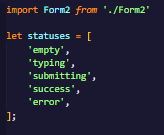 import Form2 from './Form2'
let statuses = [
'empty',
'typing',
'submitting',
'success',
'error',
];